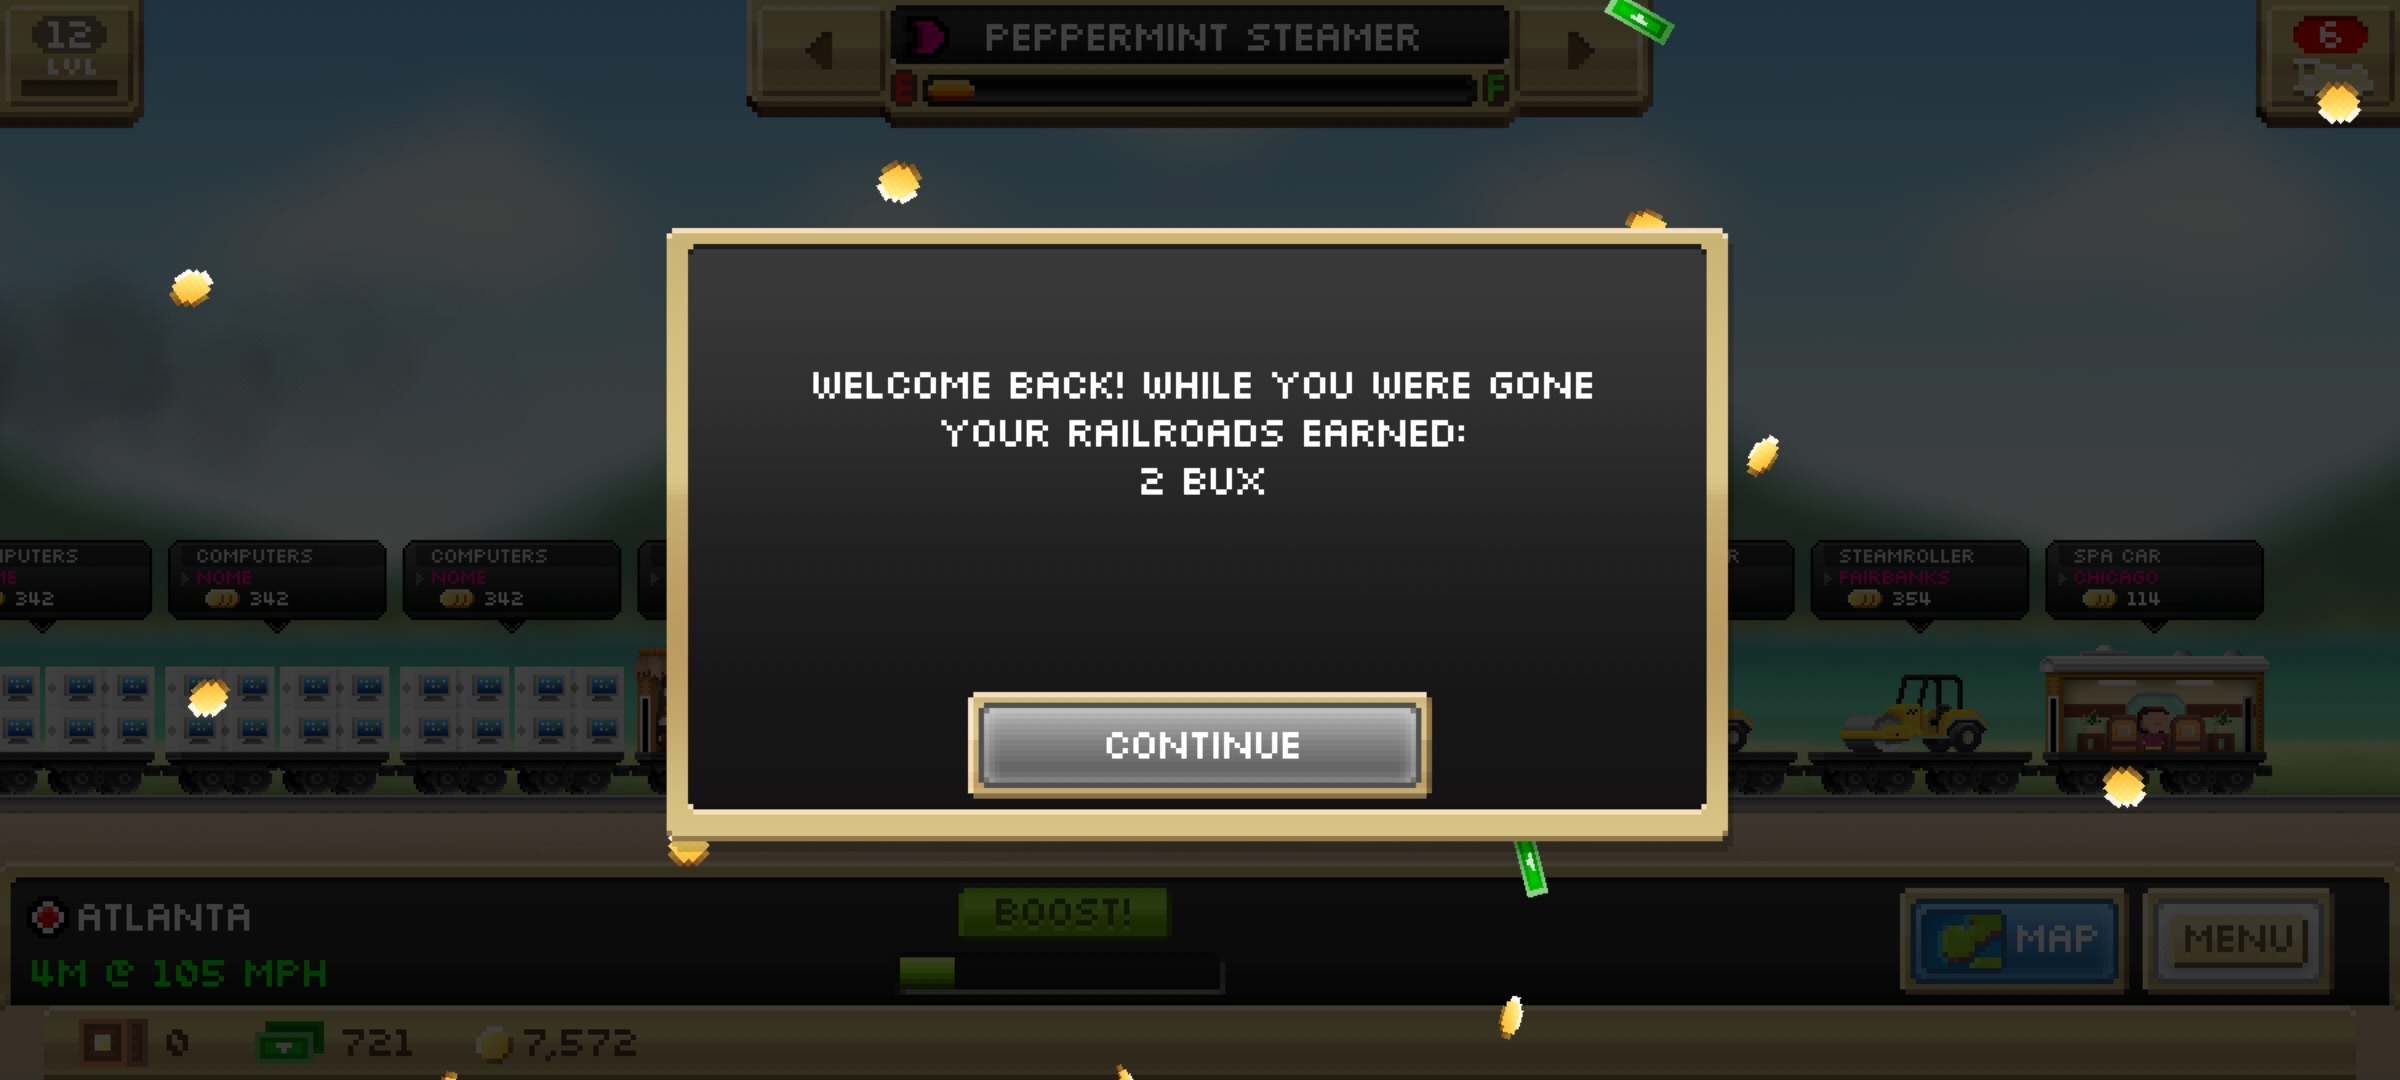 12
LVL
PEPPERMINT STEAMER
E
F
6
WELCOME BACK! WHILE YOU WERE GONE
YOUR RAILROADS EARNED:
2 BUX
CONTINUE
COMPUTERS
NOME
342
COMPUTERS
NOME
342
342
STEAMROLLER
FAIRBANKS
354
SPA CAR
CHICAGO
114
ATLANTA
4M @ 105 MPH
BOOST!
MAP
MENU
0
721
7,572